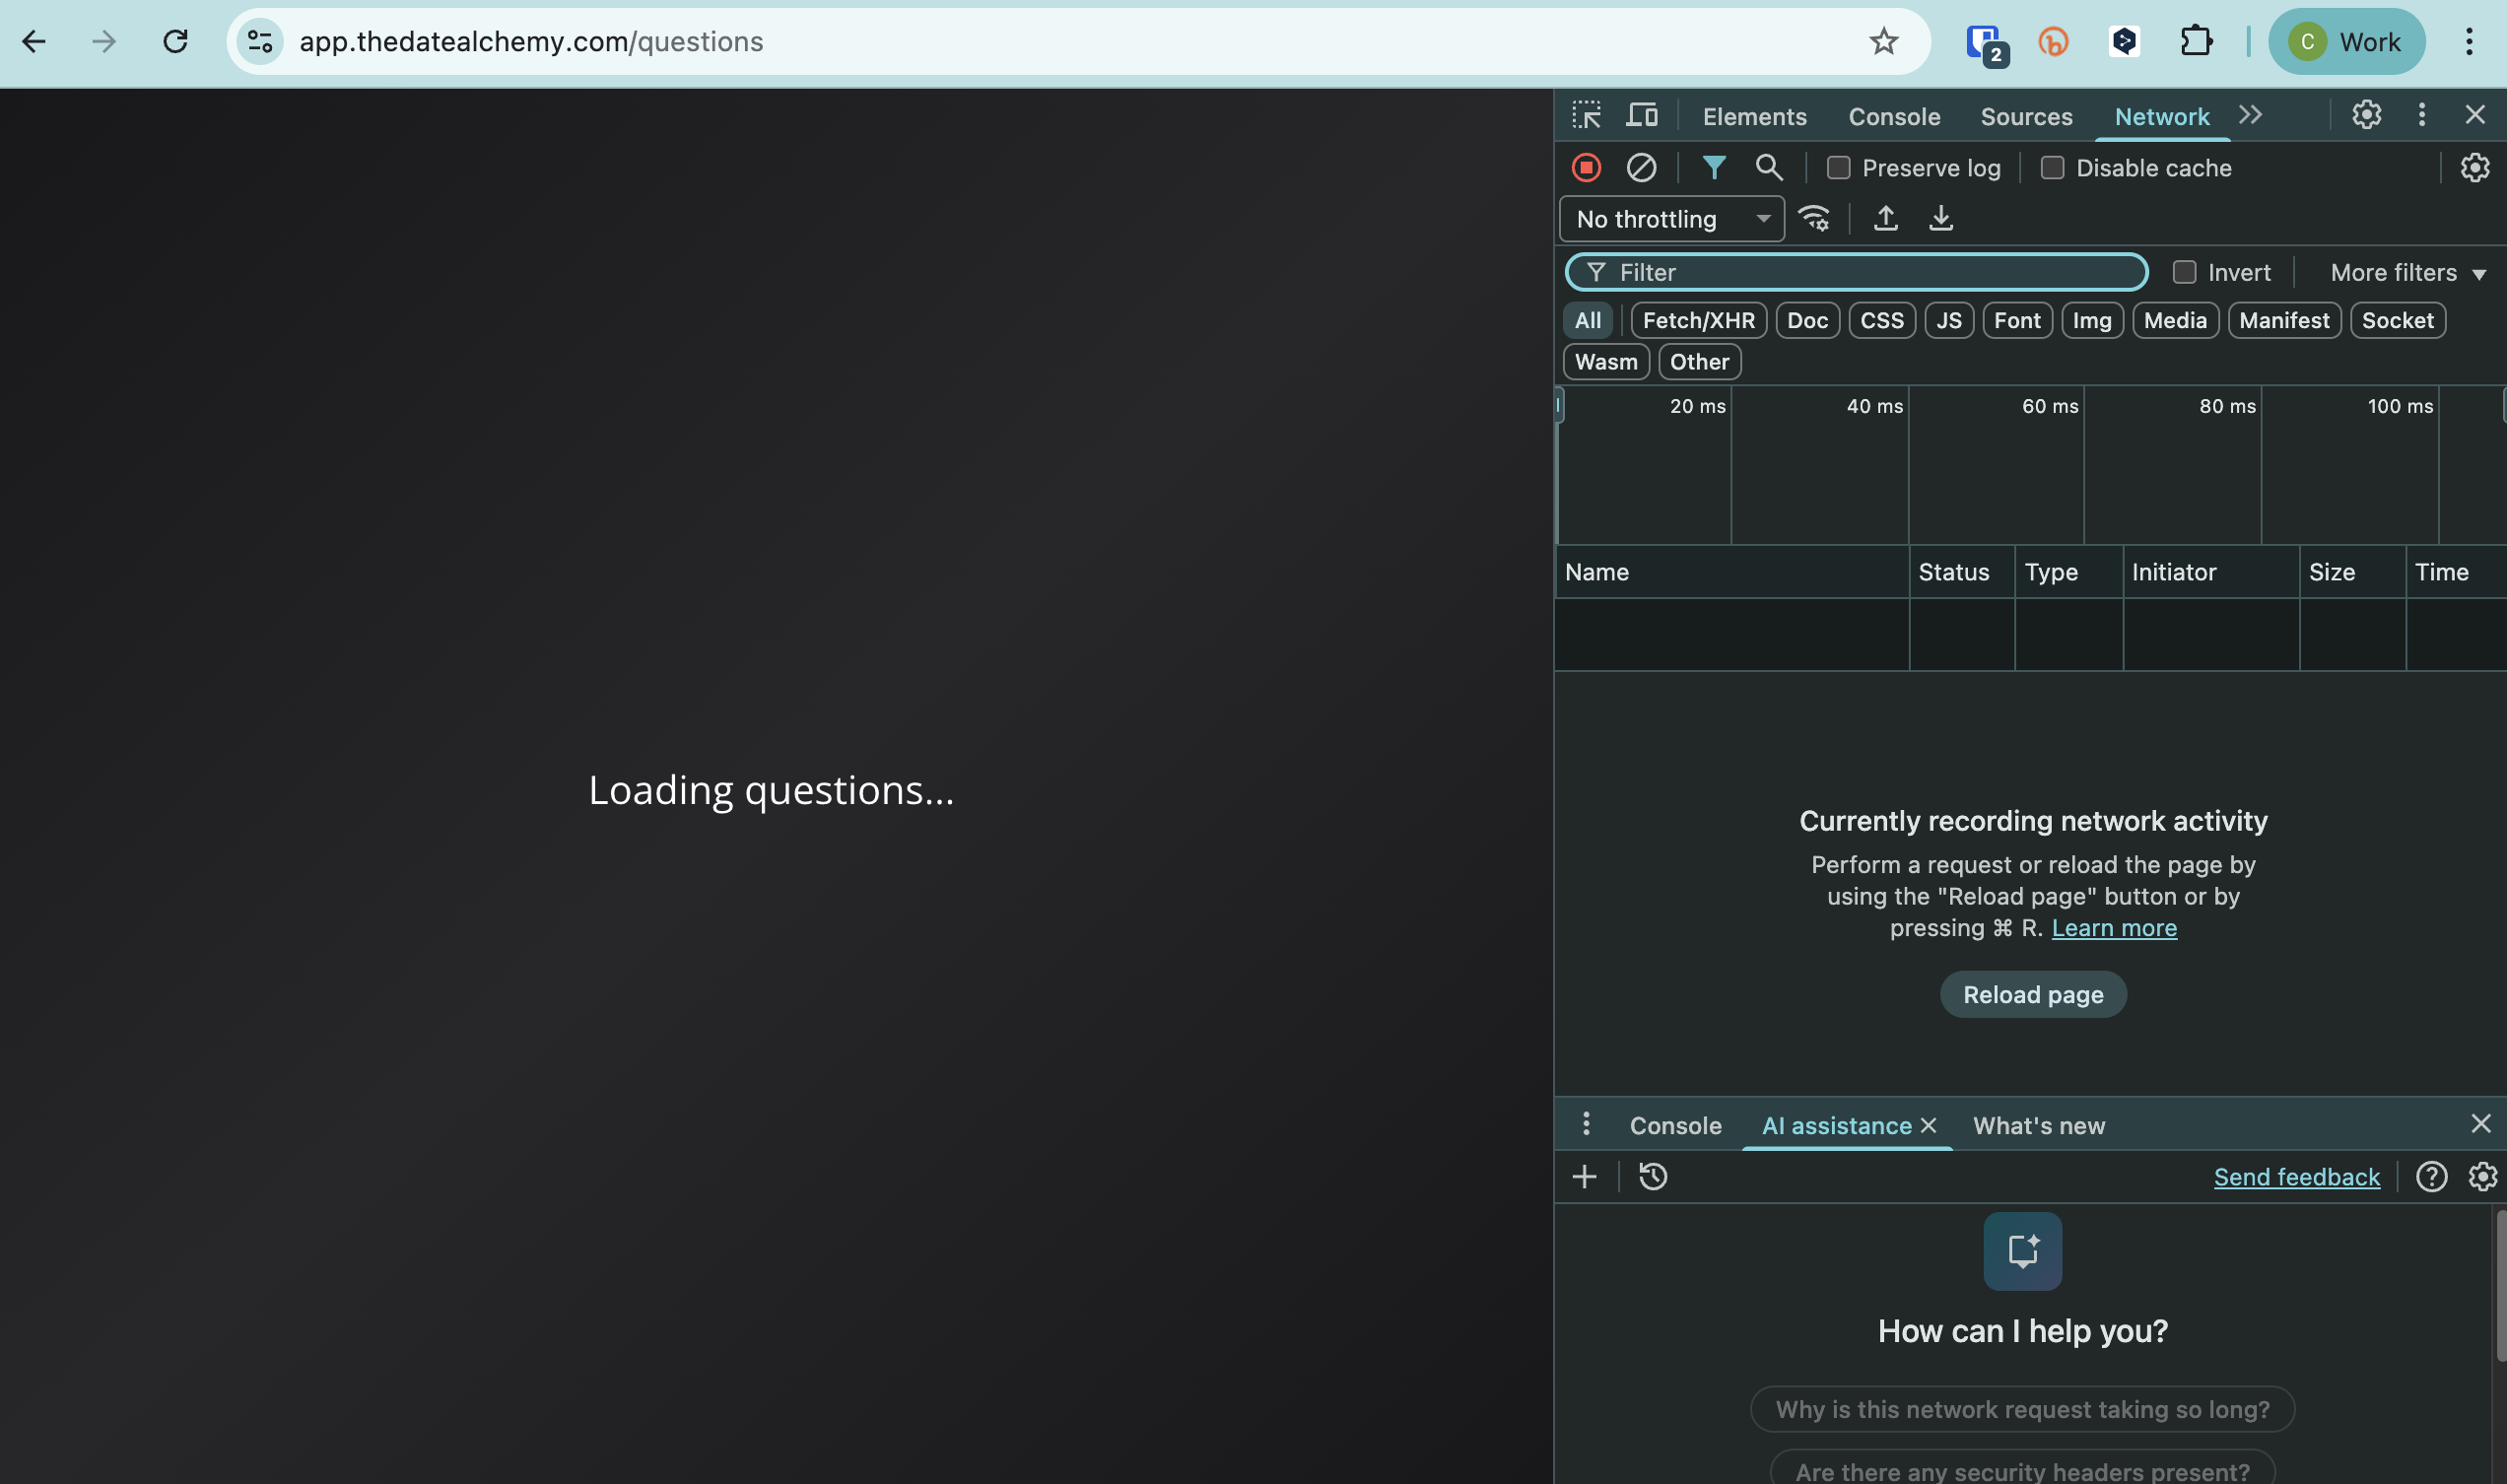 app.thedatealchemy.com/questions
2
C
Work
Elements
Console
Sources
Network
Preserve log
Disable cache
No throttling
Filter
Invert
More filters
All
Fetch/XHR
Doc
CSS
JS
Font
Img
Media
Manifest
Socket
Wasm
Other
20 ms
40 ms
60 ms
80 ms
100 ms
Name
Status
Type
Initiator
Size
Time
Loading questions...
Currently recording network activity
Perform a request or reload the page by
using the "Reload page" button or by
pressing ⌘ R. Learn more
Reload page
Console
AI assistance
What's new
Send feedback
How can I help you?
Why is this network request taking so long?
Are there any security headers present?